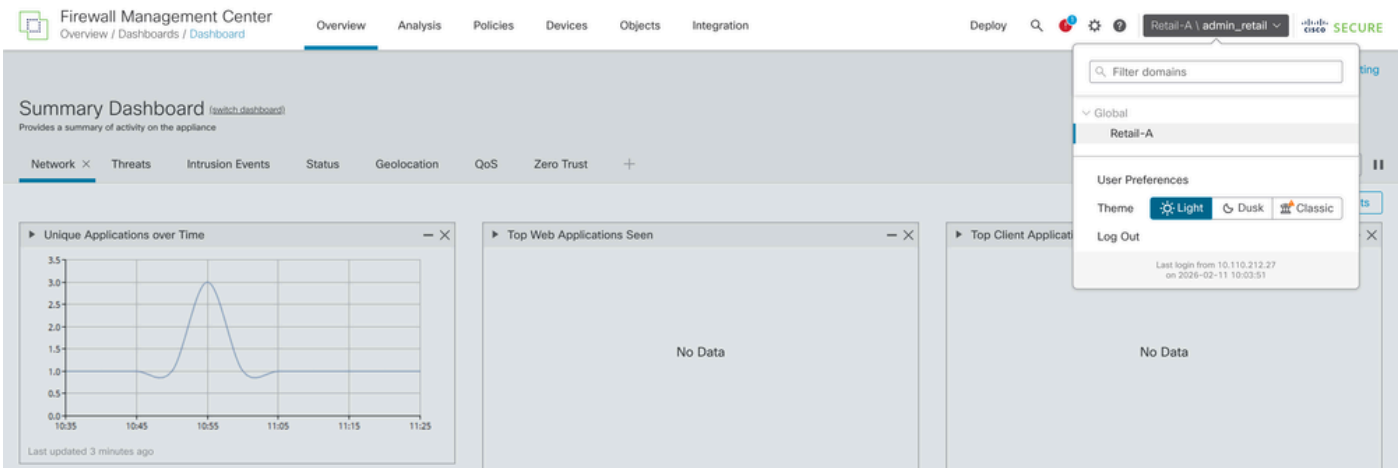 Firewall Management Center
Overview / Dashboards / Dashboard
Overview Analysis Policies Devices Objects Integration
Deploy
1
Retail-A \ admin_retail
CISCO SECURE
Filter domains
ting
Global
Retail-A
User Preferences
Theme Light Dusk Classic
ts
Log Out
Last login from 10.110.212.27
on 2026-02-11 10:03:51
Summary Dashboard (switch dashboard)
Provides a summary of activity on the appliance
Network × Threats Intrusion Events Status Geolocation QoS Zero Trust +
Unique Applications over Time
3.5
3.0
2.5
2.0
1.5
1.0
0.5
0.0
10:35 10:45 10:55 11:05 11:15 11:25
Last updated 3 minutes ago
Top Web Applications Seen
No Data
Top Client Applicati
No Data